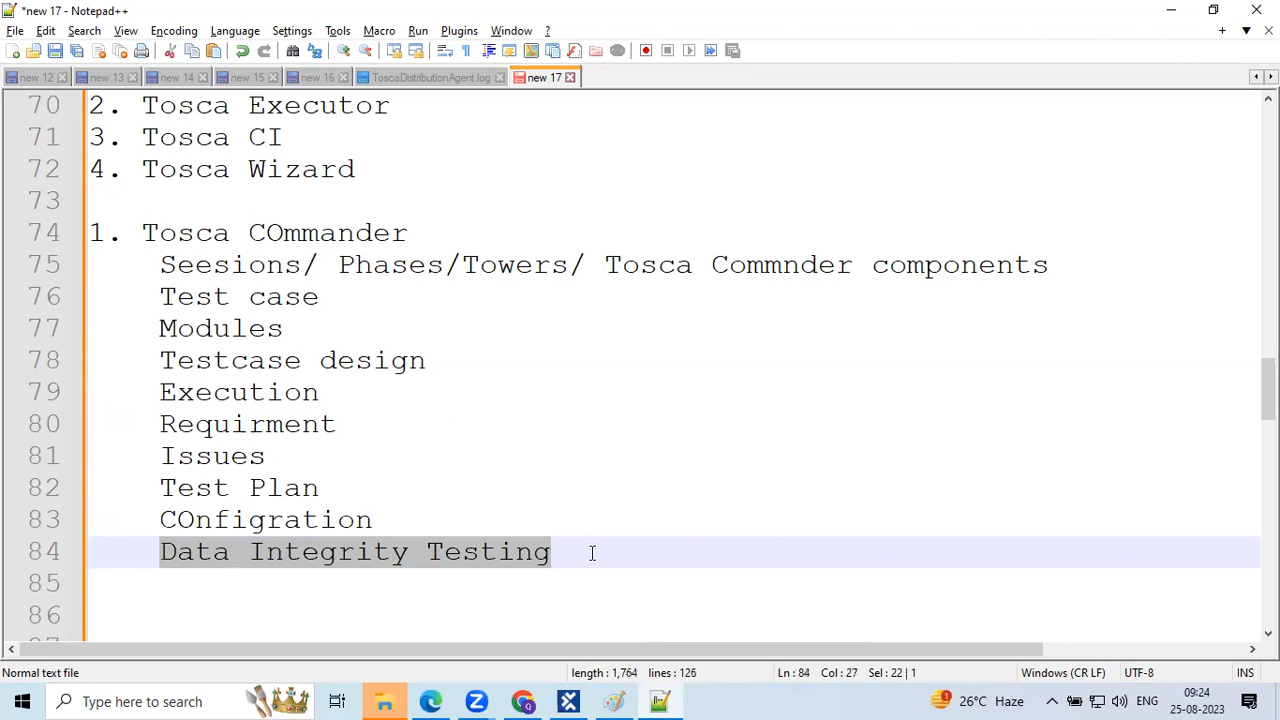 *new 17 - Notepad++
File Edit Search View Encoding Language Settings Tools Macro Run Plugins Window ?
new 12 new 13 new 14 new 15 new 16 ToscaDistributionAgent.log new 17
70 2. Tosca Executor
71 3. Tosca CI
72 4. Tosca Wizard
73
74 1. Tosca COmmander
75 Seesions/ Phases/Towers/ Tosca Commnder components
76 Test case
77 Modules
78 Testcase design
79 Execution
80 Requirment
81 Issues
82 Test Plan
83 COnfigration
84 Data Integrity Testing
85
86
Normal text file length : 1,764 lines : 126 Ln : 84 Col : 27 Sel : 22 | 1 Windows (CR LF) UTF-8 INS
Type here to search 26°C Haze ENG 09:24
25-08-2023